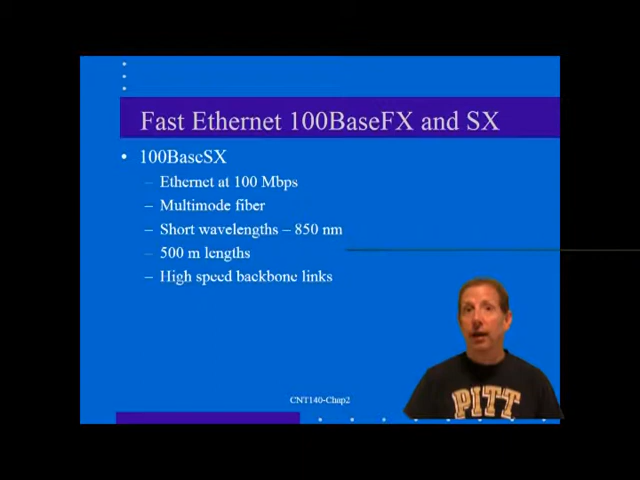 Fast Ethernet 100BaseFX and SX
• 100BaseSX
– Ethernet at 100 Mbps
– Multimode fiber
– Short wavelengths – 850 nm
– 500 m lengths
– High speed backbone links
PITT
CNT140-Chap2